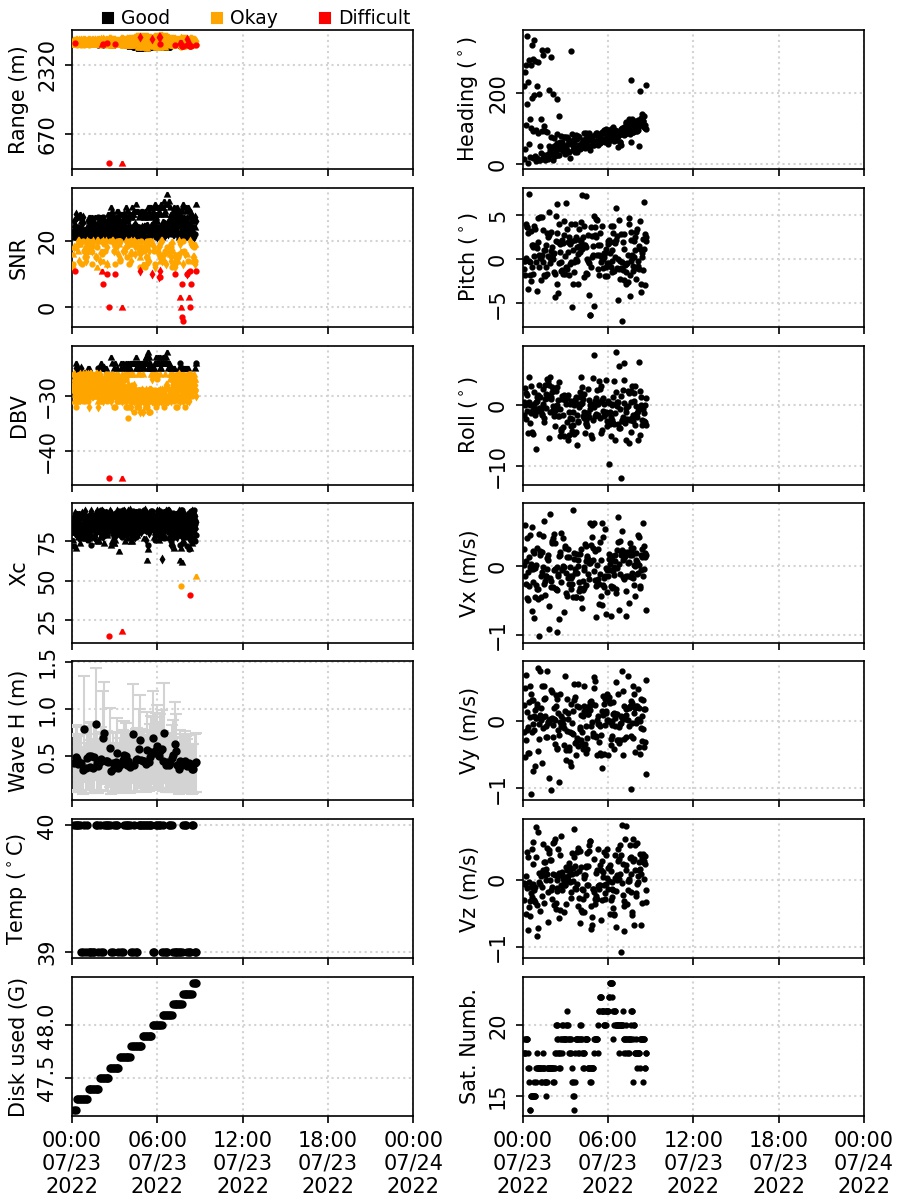 Good Okay Difficult
Range (m)
2320
670
Heading (°)
200
0
SNR
20
0
Pitch (°)
5
0
−5
DBV
−30
−40
Roll (°)
0
−10
Xc
75
50
25
Vx (m/s)
0
−1
Wave H (m)
1.5
1.0
0.5
Vy (m/s)
0
−1
Temp (°C)
40
39
Vz (m/s)
0
−1
Disk used (G)
48.0
47.5
Sat. Numb.
20
15
00:00 06:00 12:00 18:00 00:00
07/23 07/23 07/23 07/23 07/24
2022 2022 2022 2022 2022
00:00 06:00 12:00 18:00 00:00
07/23 07/23 07/23 07/23 07/24
2022 2022 2022 2022 2022